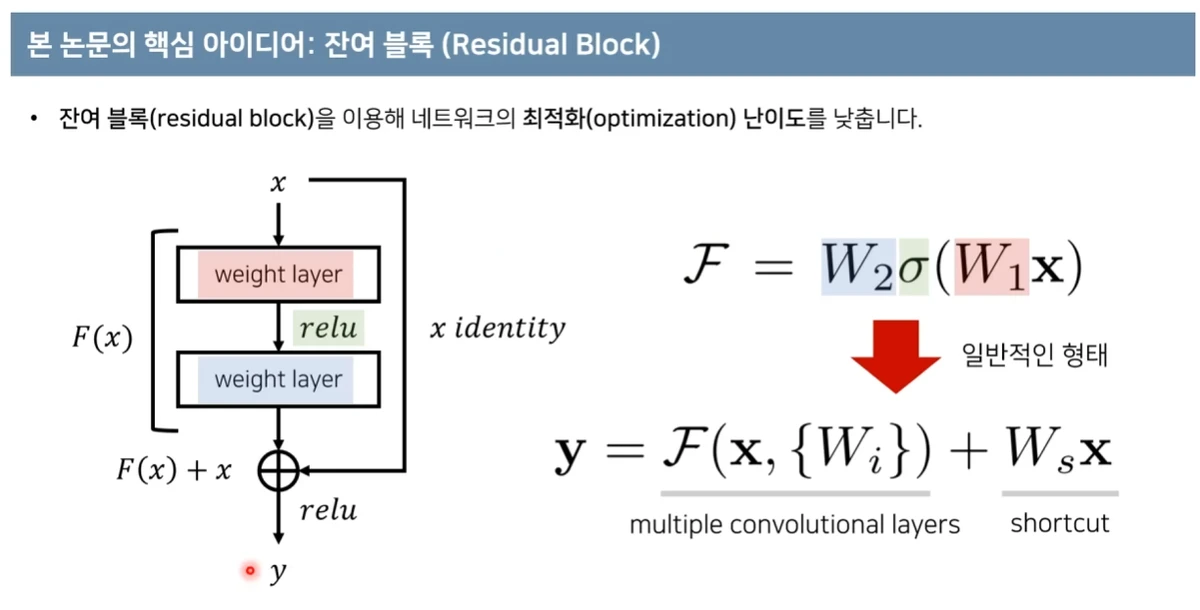 본 논문의 핵심 아이디어: 잔여 블록 (Residual Block)
• 잔여 블록(residual block)을 이용해 네트워크의 최적화(optimization) 난이도를 낮춥니다.
x
weight layer
relu
weight layer
F(x)
x identity
F(x) + x
relu
y
ℱ = W₂σ(W₁𝐱)
일반적인 형태
𝐲 = ℱ(𝐱, {Wᵢ}) + Wₛ𝐱
multiple convolutional layers
shortcut